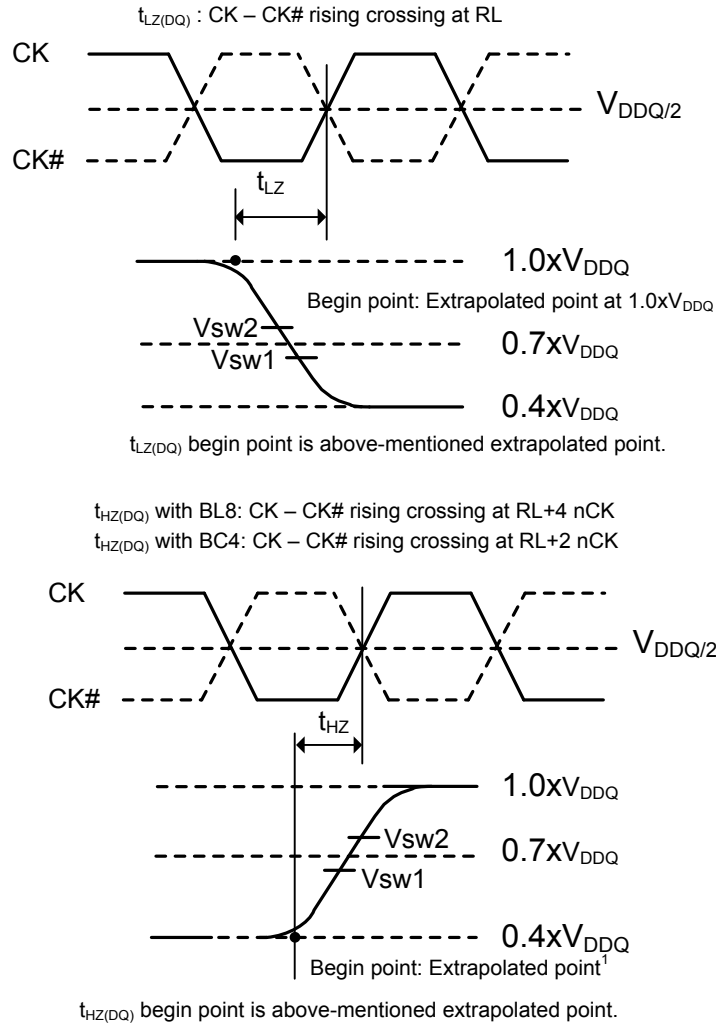 tLZ(DQ) : CK – CK# rising crossing at RL
CK
VDDQ/2
CK#
tLZ
1.0xVDDQ
Begin point: Extrapolated point at 1.0xVDDQ
Vsw2
0.7xVDDQ
Vsw1
0.4xVDDQ
tLZ(DQ) begin point is above-mentioned extrapolated point.
tHZ(DQ) with BL8: CK – CK# rising crossing at RL+4 nCK
tHZ(DQ) with BC4: CK – CK# rising crossing at RL+2 nCK
CK
VDDQ/2
CK#
tHZ
1.0xVDDQ
Vsw2
0.7xVDDQ
Vsw1
0.4xVDDQ
Begin point: Extrapolated point¹
tHZ(DQ) begin point is above-mentioned extrapolated point.